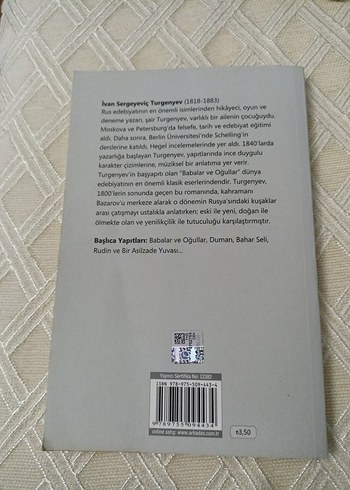 İvan Sergeyeviç Turgenyev (1818-1883)
Rus edebiyatının en önemli isimlerinden hikâyeci, oyun ve
deneme yazarı, şair Turgenyev, varlıklı bir ailenin çocuğuydu.
Moskova ve Petersburg'da felsefe, tarih ve edebiyat eğitimi
aldı. Daha sonra, Berlin Üniversitesi'nde Schelling'in
derslerine katıldı, Hegel incelemelerinde yer aldı. 1840'larda
yazarlığa başlayan Turgenyev, yapıtlarında ince duygulu
karakter çizimlerine, müziksel bir anlatıma yer verir.
Turgenyev'in başyapıtı olan "Babalar ve Oğullar" dünya
edebiyatının en önemli klasik eserlerindendir. Turgenyev,
1800'lerin sonunda geçen bu romanında, kahramanı
Bazarov'u merkeze alarak o dönemin Rusya'sındaki kuşaklar
arası çatışmayı ustalıkla anlatırken; eski ile yeni, doğan ile
ölmekte olan ve yenilikçilik ile tutuculuğu karşılaştırmıştır.
Başlıca Yapıtları: Babalar ve Oğullar, Duman, Bahar Seli,
Rudin ve Bir Asilzade Yuvası...
Yayıncı Sertifika No: 12382
ISBN 978-975-509-443-4
9789755094434
online satış: www.arkadas.com.tr
₺3,50